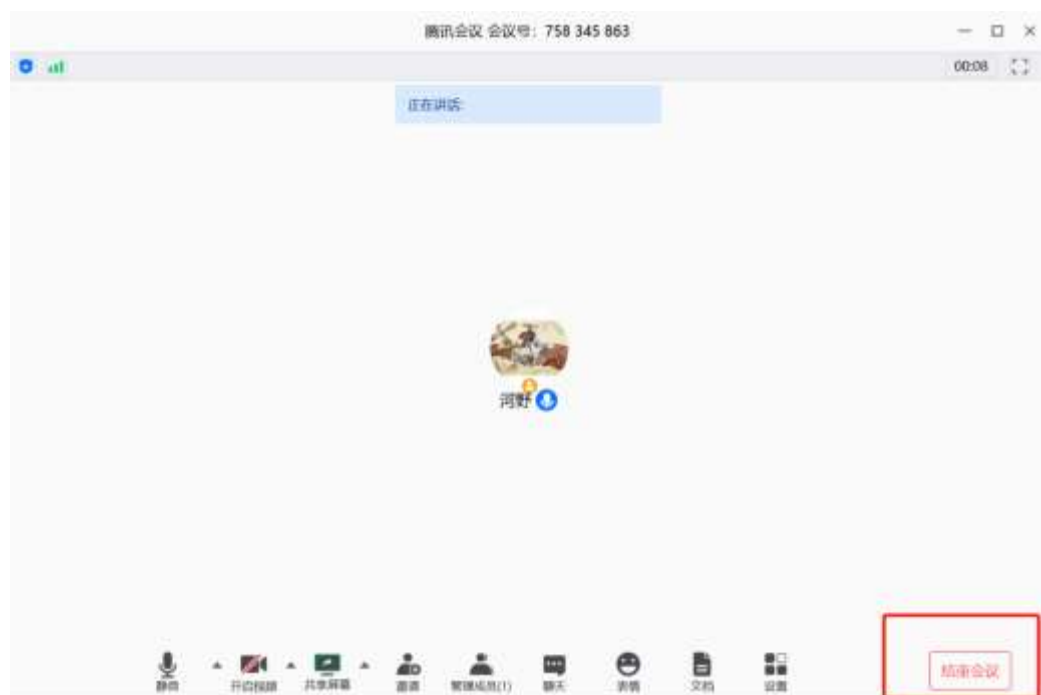 腾讯会议 会议号：758 345 863
00:08
正在讲话:
河野
静音
开启视频
共享屏幕
邀请
管理成员(1)
聊天
表情
文档
设置
结束会议